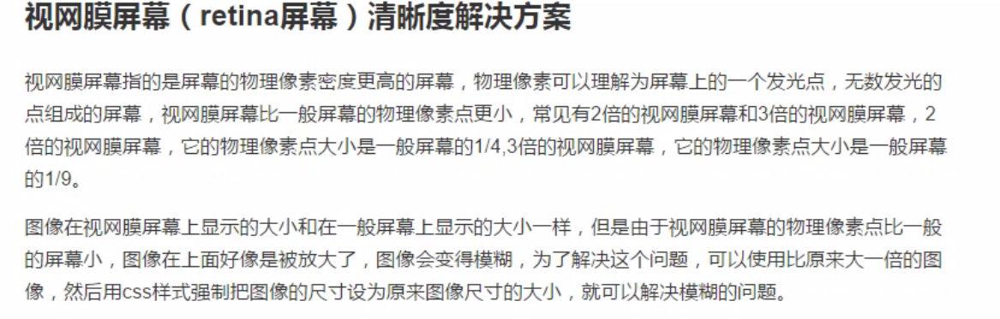 视网膜屏幕（retina屏幕）清晰度解决方案
视网膜屏幕指的是屏幕的物理像素密度更高的屏幕，物理像素可以理解为屏幕上的一个发光点，无数发光的
点组成的屏幕，视网膜屏幕比一般屏幕的物理像素点更小，常见有2倍的视网膜屏幕和3倍的视网膜屏幕，2
倍的视网膜屏幕，它的物理像素点大小是一般屏幕的1/4,3倍的视网膜屏幕，它的物理像素点大小是一般屏幕
的1/9。
图像在视网膜屏幕上显示的大小和在一般屏幕上显示的大小一样，但是由于视网膜屏幕的物理像素点比一般
的屏幕小，图像在上面好像是被放大了，图像会变得模糊，为了解决这个问题，可以使用比原来大一倍的图
像，然后用css样式强制把图像的尺寸设为原来图像尺寸的大小，就可以解决模糊的问题。